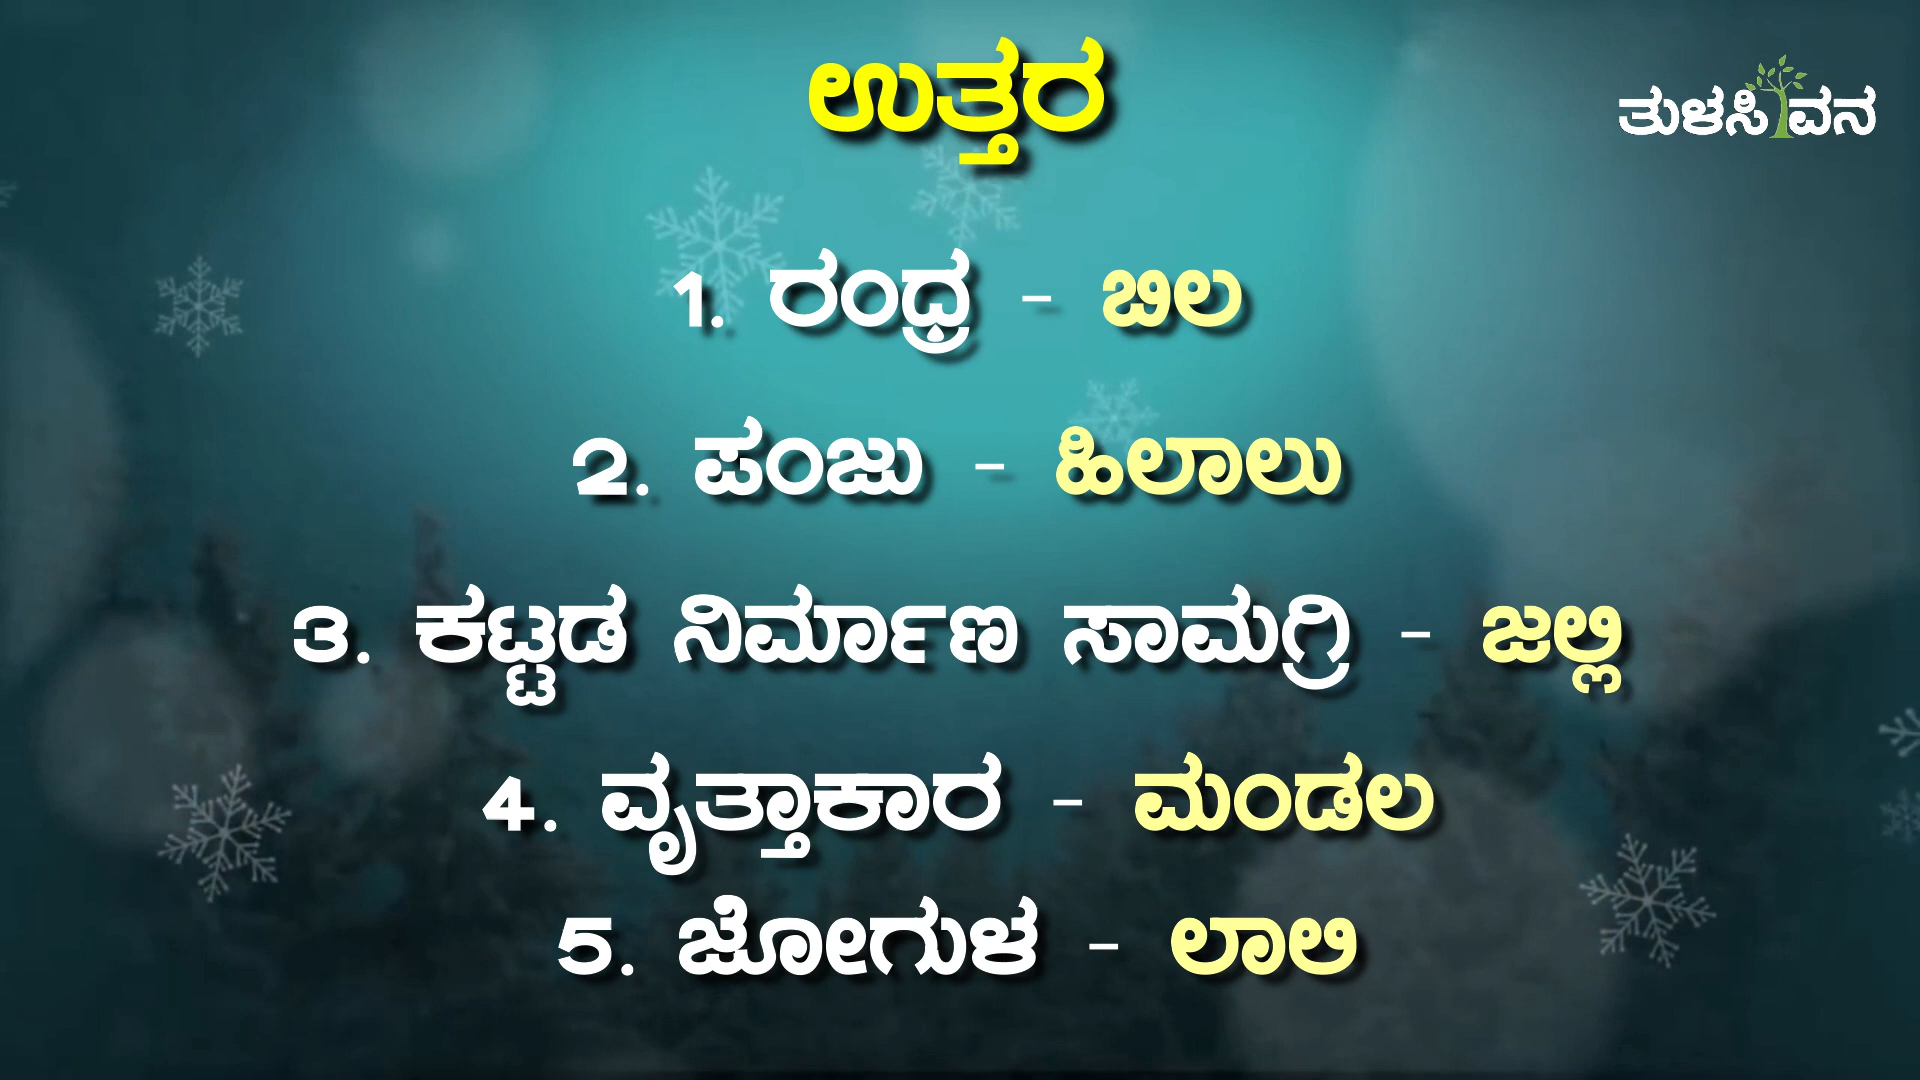 ಉತ್ತರ
ತುಳಸಿವನ
1. ರಂಧ್ರ - ಬಿಲ
2. ಪಂಜು - ಹಿಲಾಲು
3. ಕಟ್ಟಡ ನಿರ್ಮಾಣ ಸಾಮಗ್ರಿ - ಜಲ್ಲಿ
4. ವೃತ್ತಾಕಾರ - ಮಂಡಲ
5. ಜೋಗುಳ - ಲಾಲಿ